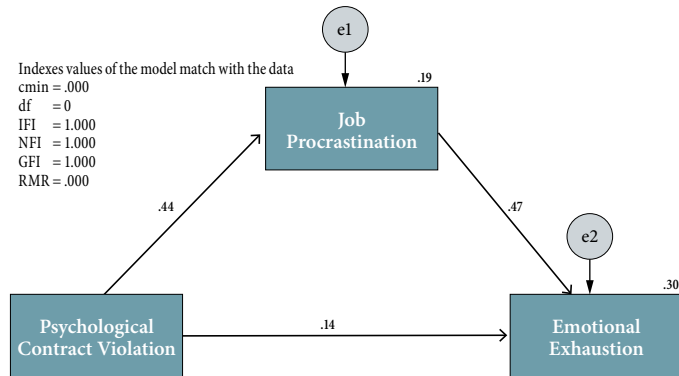 e1
Indexes values of the model match with the data
cmin = .000
df = 0
IFI = 1.000
NFI = 1.000
GFI = 1.000
RMR = .000
.19
Job
Procrastination
.44
.47
e2
.30
Psychological
Contract Violation
.14
Emotional
Exhaustion